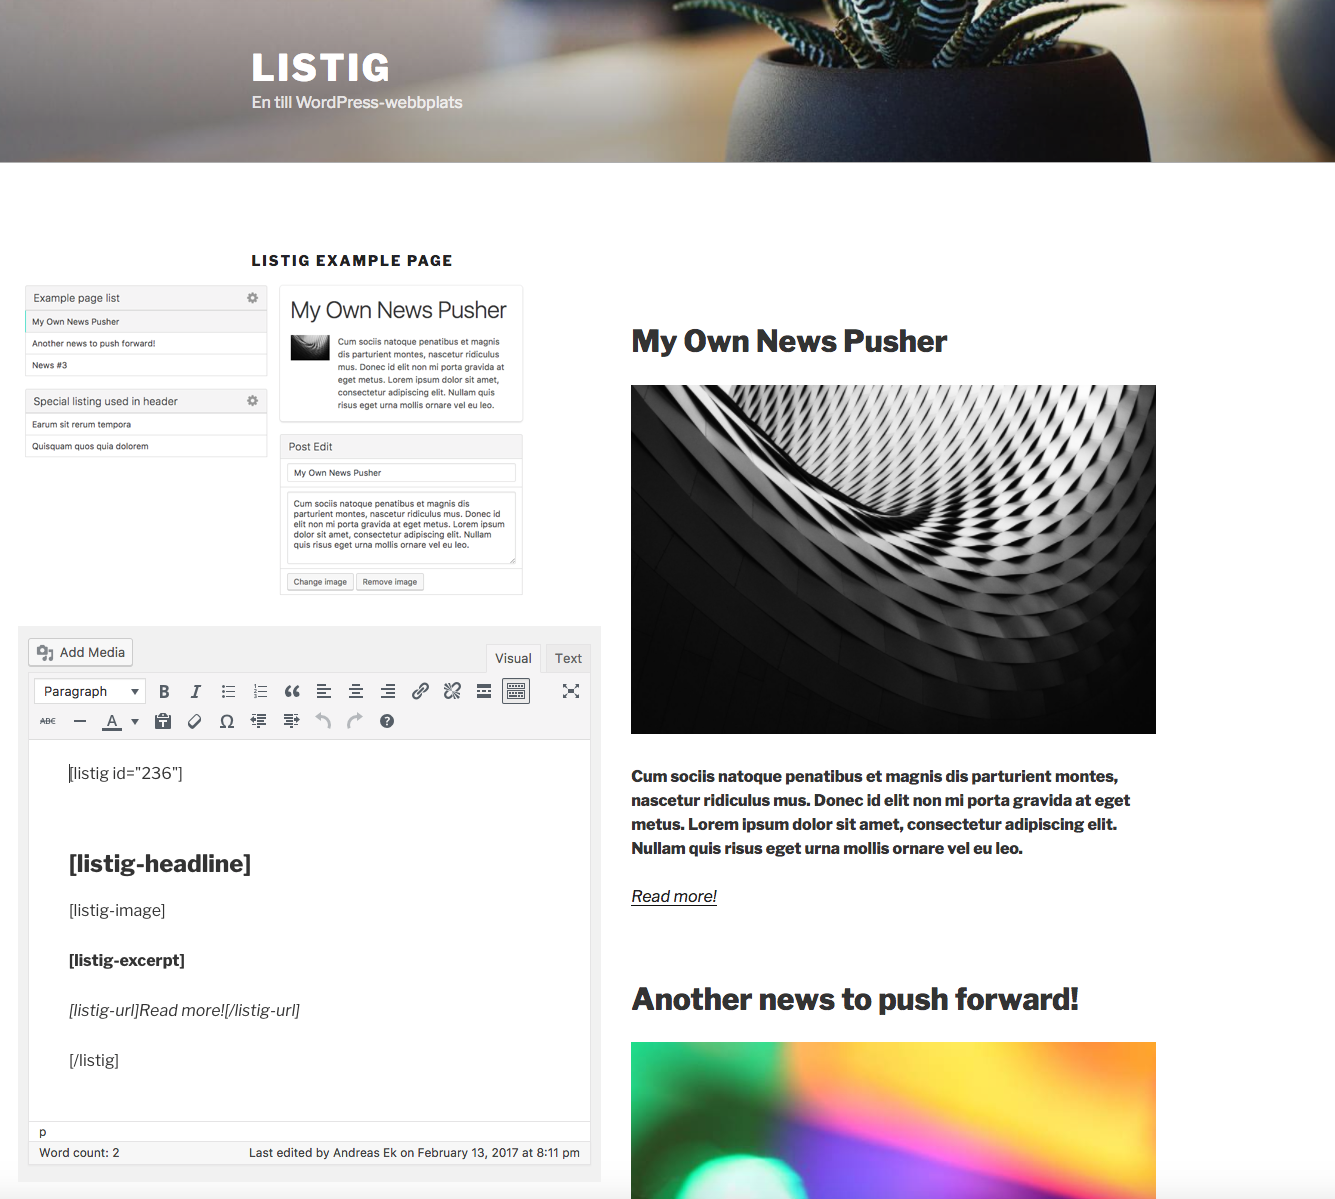 LISTIG
En till WordPress-webbplats
LISTIG EXAMPLE PAGE
Example page list
My Own News Pusher
Another news to push forward!
News #3
Special listing used in header
Earum sit rerum tempora
Quisquam quos quia dolorem
My Own News Pusher
Cum sociis natoque penatibus et magnis
dis parturient montes, nascetur ridiculus
mus. Donec id elit non mi porta gravida at
eget metus. Lorem ipsum dolor sit amet,
consectetur adipiscing elit. Nullam quis
risus eget urna mollis ornare vel eu leo.
Post Edit
My Own News Pusher
Cum sociis natoque penatibus et magnis dis
parturient montes, nascetur ridiculus mus. Donec id
elit non mi porta gravida at eget metus. Lorem ipsum
dolor sit amet, consectetur adipiscing elit. Nullam
quis risus eget urna mollis ornare vel eu leo.
Change image
Remove image
Add Media
Visual
Text
Paragraph
B
I
ABC
A
Ω
[listig id="236"]
[listig-headline]
[listig-image]
[listig-excerpt]
[listig-url]Read more![/listig-url]
[/listig]
p
Word count: 2
Last edited by Andreas Ek on February 13, 2017 at 8:11 pm
My Own News Pusher
Cum sociis natoque penatibus et magnis dis parturient montes,
nascetur ridiculus mus. Donec id elit non mi porta gravida at eget
metus. Lorem ipsum dolor sit amet, consectetur adipiscing elit.
Nullam quis risus eget urna mollis ornare vel eu leo.
Read more!
Another news to push forward!